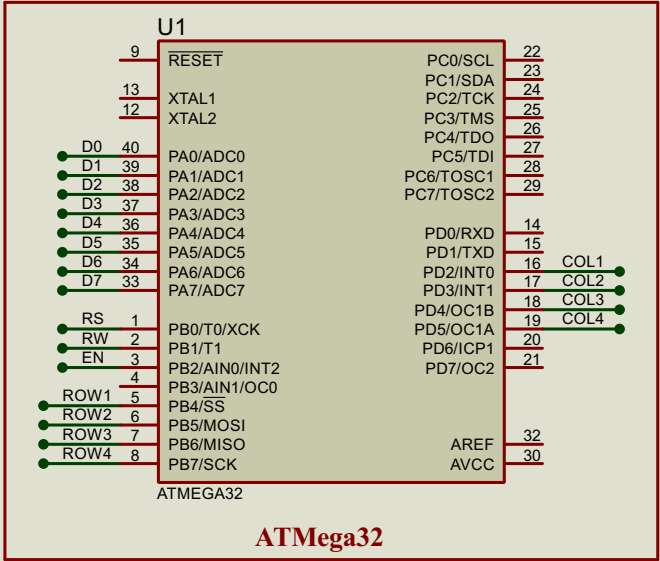 U1
9 RESET PC0/SCL 22
PC1/SDA 23
13 XTAL1 PC2/TCK 24
12 XTAL2 PC3/TMS 25
PC4/TDO 26
D0 40 PA0/ADC0 PC5/TDI 27
D1 39 PA1/ADC1 PC6/TOSC1 28
D2 38 PA2/ADC2 PC7/TOSC2 29
D3 37 PA3/ADC3
D4 36 PA4/ADC4 PD0/RXD 14
D5 35 PA5/ADC5 PD1/TXD 15
D6 34 PA6/ADC6 PD2/INT0 16 COL1
D7 33 PA7/ADC7 PD3/INT1 17 COL2
PD4/OC1B 18 COL3
RS 1 PB0/T0/XCK PD5/OC1A 19 COL4
RW 2 PB1/T1 PD6/ICP1 20
EN 3 PB2/AIN0/INT2 PD7/OC2 21
4 PB3/AIN1/OC0
ROW1 5 PB4/SS
ROW2 6 PB5/MOSI
ROW3 7 PB6/MISO AREF 32
ROW4 8 PB7/SCK AVCC 30
ATMEGA32
ATMega32